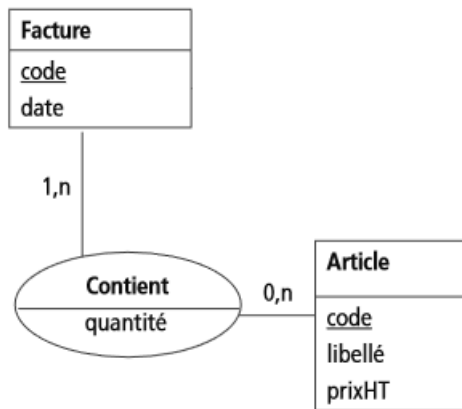 Facture
code
date
1,n
Contient
quantité
0,n
Article
code
libellé
prixHT